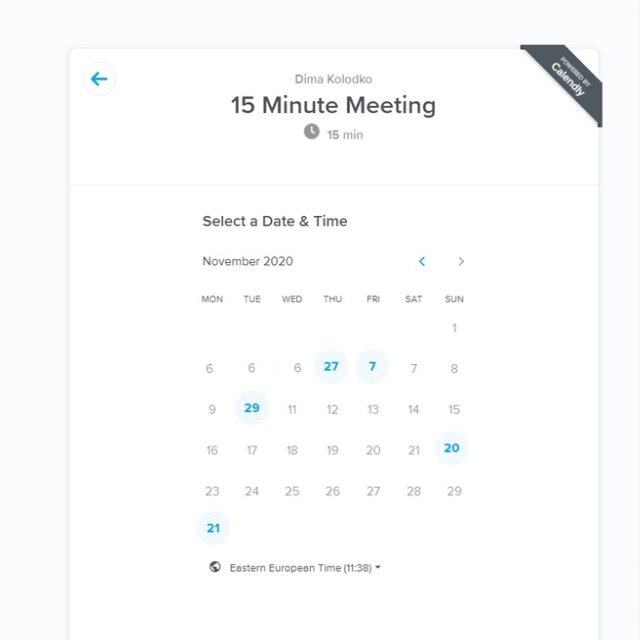 POWERED BY
Calendly
Dima Kolodko
15 Minute Meeting
15 min
Select a Date & Time
November 2020
MON TUE WED THU FRI SAT SUN
1
6 6 6 27 7 7 8
9 29 11 12 13 14 15
16 17 18 19 20 21 20
23 24 25 26 27 28 29
21
Eastern European Time (11:38)